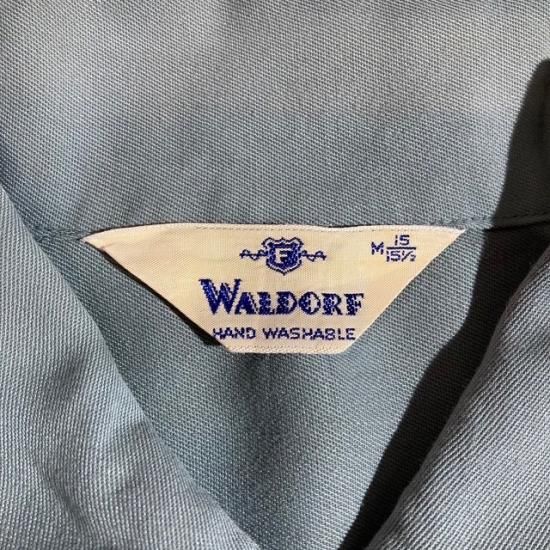 F
WALDORF
HAND WASHABLE
M 15/15½